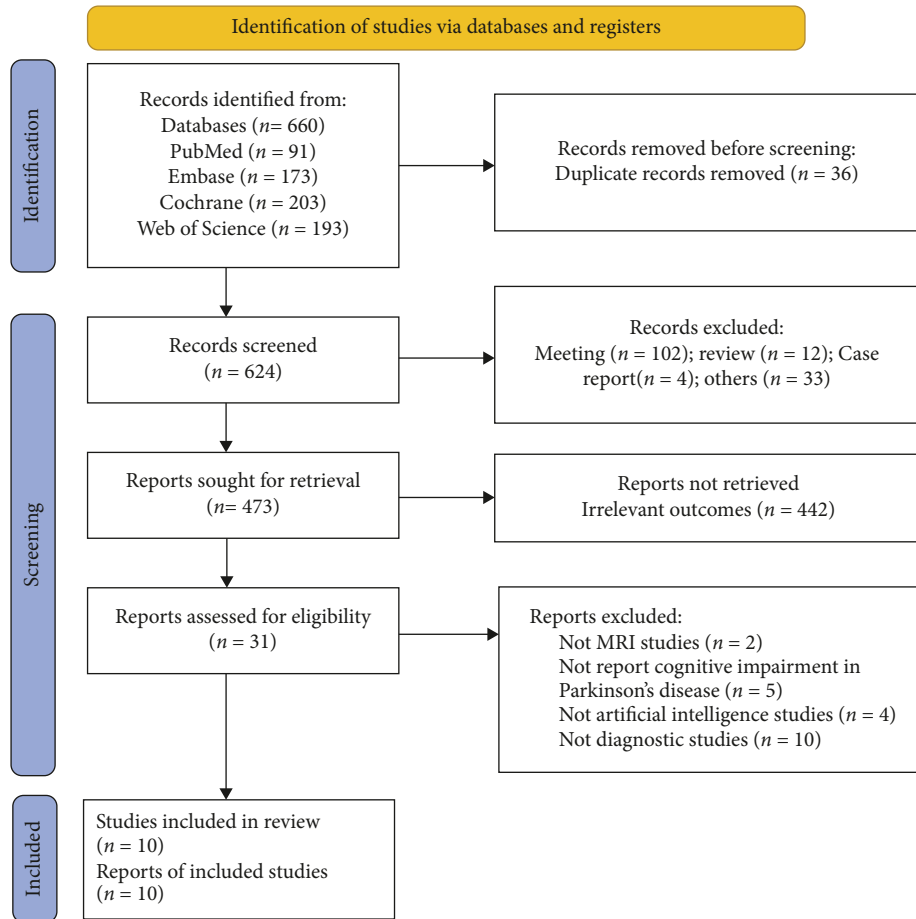 Identification of studies via databases and registers
Identification
Records identified from:
Databases (n= 660)
PubMed (n = 91)
Embase (n = 173)
Cochrane (n = 203)
Web of Science (n = 193)
Records removed before screening:
Duplicate records removed (n = 36)
Screening
Records screened
(n = 624)
Records excluded:
Meeting (n = 102); review (n = 12); Case
report(n = 4); others (n = 33)
Reports sought for retrieval
(n= 473)
Reports not retrieved
Irrelevant outcomes (n = 442)
Reports assessed for eligibility
(n = 31)
Reports excluded:
Not MRI studies (n = 2)
Not report cognitive impairment in
Parkinson's disease (n = 5)
Not artificial intelligence studies (n = 4)
Not diagnostic studies (n = 10)
Included
Studies included in review
(n = 10)
Reports of included studies
(n = 10)